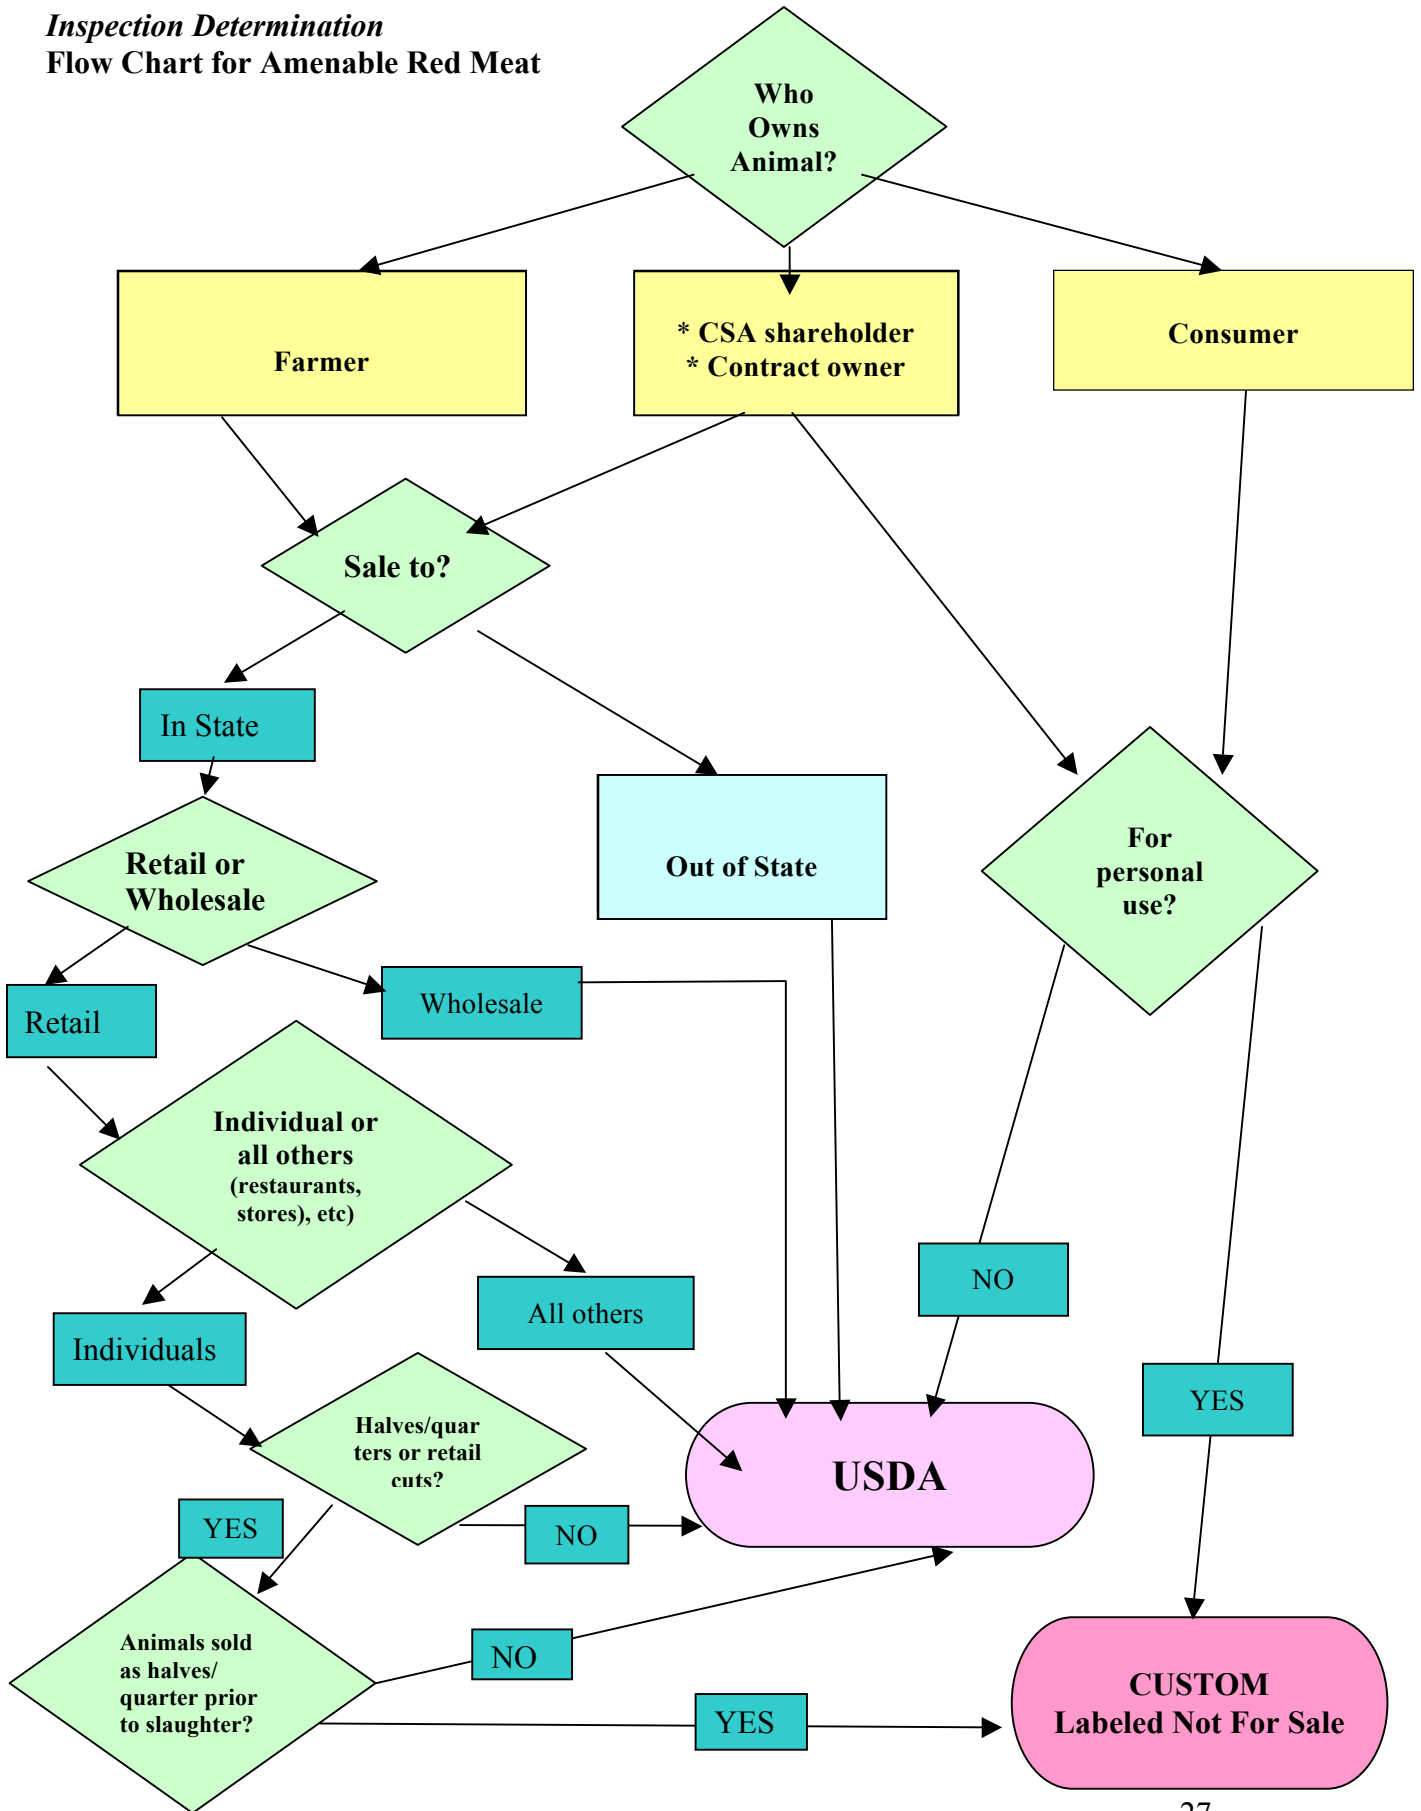 Inspection Determination
Flow Chart for Amenable Red Meat
Who
Owns
Animal?
Farmer
* CSA shareholder
* Contract owner
Consumer
Sale to?
In State
Out of State
Retail or
Wholesale
For
personal
use?
Retail
Wholesale
Individual or
all others
(restaurants,
stores), etc)
NO
All others
Individuals
YES
Halves/quar
ters or retail
cuts?
USDA
YES
NO
Animals sold
as halves/
quarter prior
to slaughter?
NO
YES
CUSTOM
Labeled Not For Sale
27